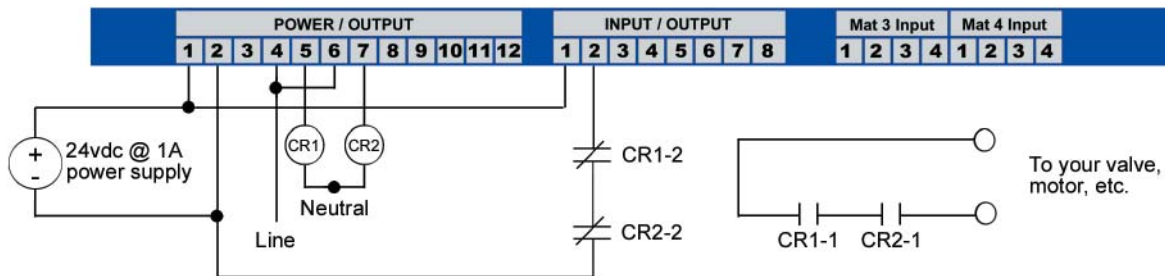 POWER / OUTPUT
INPUT / OUTPUT
Mat 3 Input
Mat 4 Input
1 2 3 4 5 6 7 8 9 10 11 12
1 2 3 4 5 6 7 8
1 2 3 4
1 2 3 4
+
-
24vdc @ 1A
power supply
CR1
CR2
Neutral
Line
CR1-2
CR2-2
CR1-1
CR2-1
To your valve,
motor, etc.